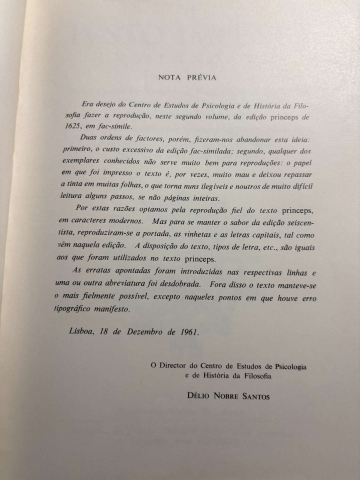 NOTA PRÉVIA
Era desejo do Centro de Estudos de Psicologia e de História da Filo-
sofia fazer a reprodução, neste segundo volume, da edição princeps de
1625, em fac-simile.
Duas ordens de factores, porém, fizeram-nos abandonar esta ideia:
primeiro, o custo excessivo da edição fac-similada; segundo, qualquer dos
exemplares conhecidos não serve muito bem para reproduções: o papel
em que foi impresso o texto é, por vezes, muito mau e deixou repassar
a tinta em muitas folhas, o que torna nuns ilegíveis e noutros de muito difícil
leitura alguns passos, se não páginas inteiras.
Por estas razões optamos pela reprodução fiel do texto princeps,
em caracteres modernos. Mas para se manter o sabor da edição seiscen-
tista, reproduziram-se a portada, as vinhetas e as letras capitais, tal como
vêm naquela edição. A disposição do texto, tipos de letra, etc., são iguais
aos que foram utilizados no texto princeps.
As erratas apontadas foram introduzidas nas respectivas linhas e
uma ou outra abreviatura foi desdobrada. Fora disso o texto manteve-se
o mais fielmente possível, excepto naqueles pontos em que houve erro
tipográfico manifesto.
Lisboa, 18 de Dezembro de 1961.
O Director do Centro de Estudos de Psicologia
e de História da Filosofia
DÉLIO NOBRE SANTOS